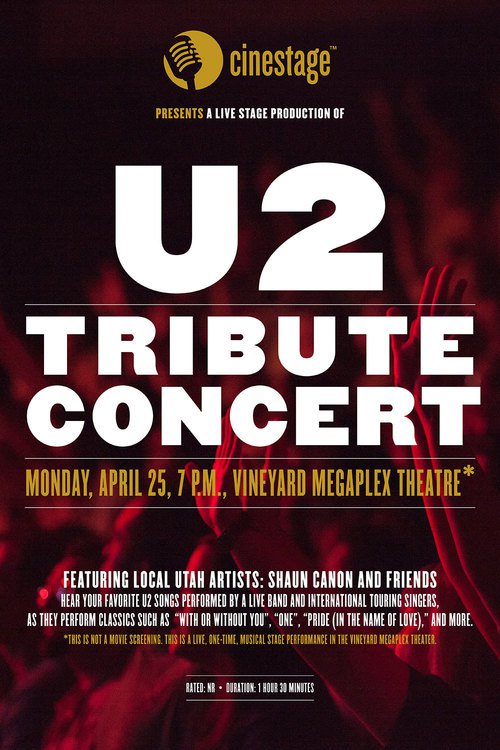 cinestage™
PRESENTS A LIVE STAGE PRODUCTION OF
U2
TRIBUTE
CONCERT
MONDAY, APRIL 25, 7 P.M., VINEYARD MEGAPLEX THEATRE*
FEATURING LOCAL UTAH ARTISTS: SHAUN CANON AND FRIENDS
HEAR YOUR FAVORITE U2 SONGS PERFORMED BY A LIVE BAND AND INTERNATIONAL TOURING SINGERS,
AS THEY PERFORM CLASSICS SUCH AS "WITH OR WITHOUT YOU", "ONE", "PRIDE (IN THE NAME OF LOVE)," AND MORE.
*THIS IS NOT A MOVIE SCREENING. THIS IS A LIVE, ONE-TIME, MUSICAL STAGE PERFORMANCE IN THE VINEYARD MEGAPLEX THEATER.
RATED: NR • DURATION: 1 HOUR 30 MINUTES